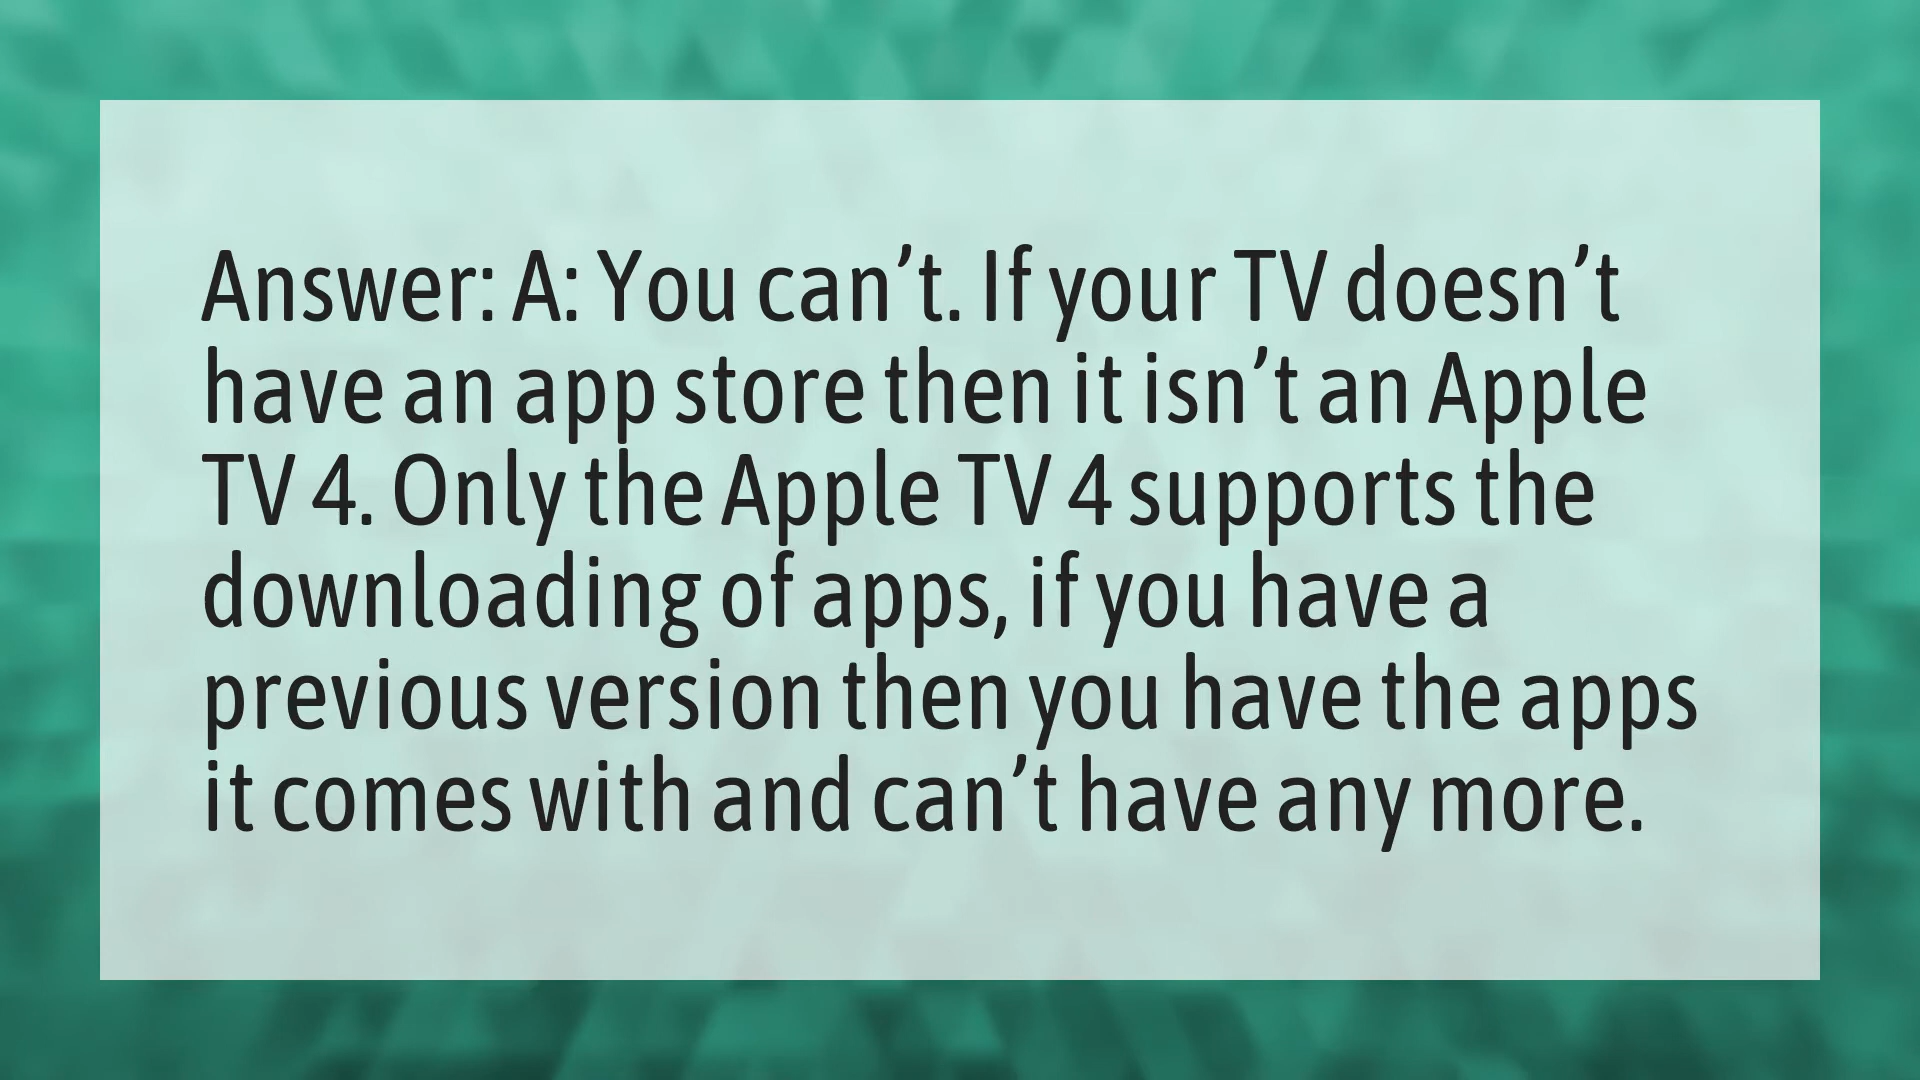 Answer: A: You can’t. If your TV doesn’t
have an app store then it isn’t an Apple
TV 4. Only the Apple TV 4 supports the
downloading of apps, if you have a
previous version then you have the apps
it comes with and can’t have any more.